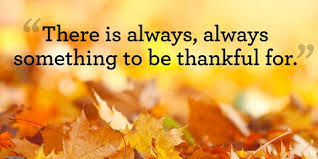 “There is always, always
something to be thankful for.”